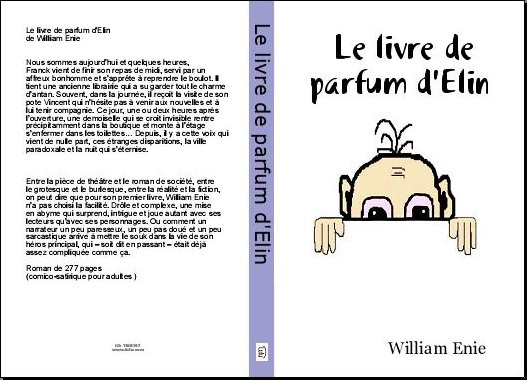 Le livre de parfum d'Elin
de William Enie
Nous sommes aujourd'hui et quelques heures,
Franck vient de finir son repas de midi, servi par un
affreux bonhomme et s'apprête à reprendre le boulot. Il
tient une ancienne librairie qui a su garder tout le charme
d'antan. Souvent, dans la journée, il reçoit la visite de son
pote Vincent qui n'hésite pas à venir aux nouvelles et à
lui tenir compagnie. Ce jour, une ou deux heures après
l'ouverture, une demoiselle qui se croit invisible rentre
précipitamment dans la boutique et monte à l'étage
s'enfermer dans les toilettes... Depuis, il y a cette voix qui
vient de nulle part, ces étranges disparitions, la ville
paradoxale et la nuit qui s'éternise.
Entre la pièce de théâtre et le roman de société, entre
le grotesque et le burlesque, entre la réalité et la fiction,
on peut dire que pour son premier livre, William Enie
n'a pas choisi la facilité. Drôle et complexe, une mise
en abyme qui surprend, intrigue et joue autant avec ses
lecteurs qu'avec ses personnages. Ou comment un
narrateur un peu paresseux, un peu pas doué et un peu
sarcastique arrive à mettre le souk dans la vie de son
héros principal, qui – soit dit en passant – était déjà
assez compliquée comme ça.
Roman de 277 pages
(comico-satirique pour adultes )
Le livre de parfum d'Elin
Le livre de
parfum d'Elin
William Enie